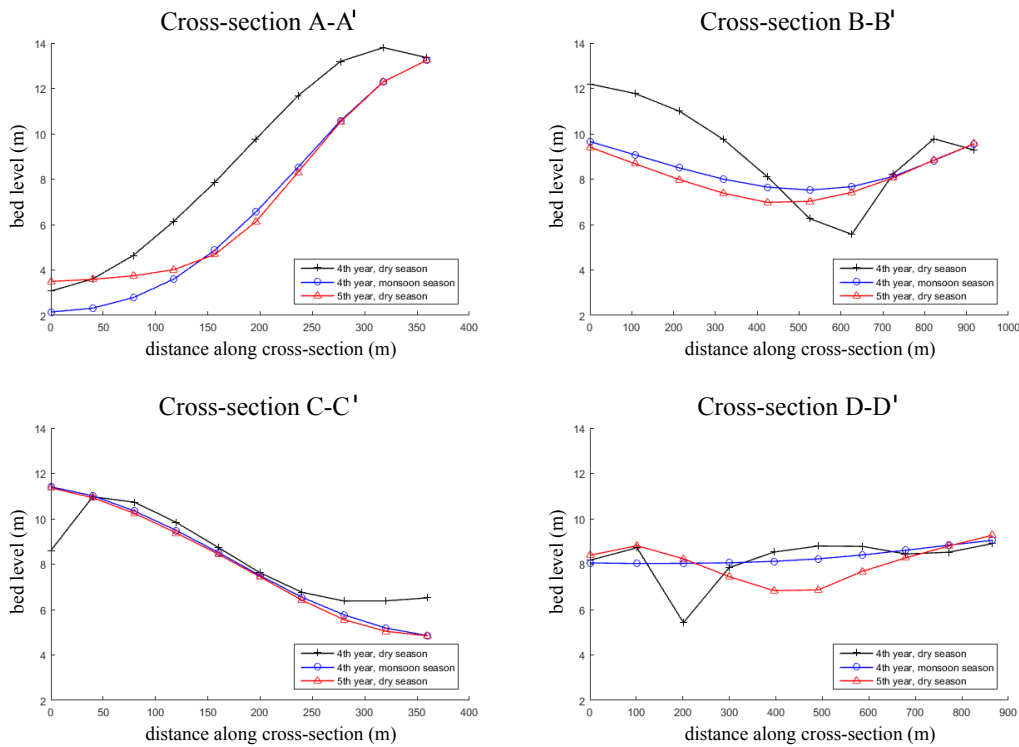 Cross-section A-A'
14
12
10
8
6
4
2
bed level (m)
4th year, dry season
4th year, monsoon season
5th year, dry season
0 50 100 150 200 250 300 350 400
distance along cross-section (m)
Cross-section B-B'
14
12
10
8
6
4
2
bed level (m)
4th year, dry season
4th year, monsoon season
5th year, dry season
0 100 200 300 400 500 600 700 800 900 1000
distance along cross-section (m)
Cross-section C-C'
14
12
10
8
6
4
2
bed level (m)
4th year, dry season
4th year, monsoon season
5th year, dry season
0 50 100 150 200 250 300 350 400
distance along cross-section (m)
Cross-section D-D'
14
12
10
8
6
4
2
bed level (m)
4th year, dry season
4th year, monsoon season
5th year, dry season
0 100 200 300 400 500 600 700 800 900
distance along cross-section (m)